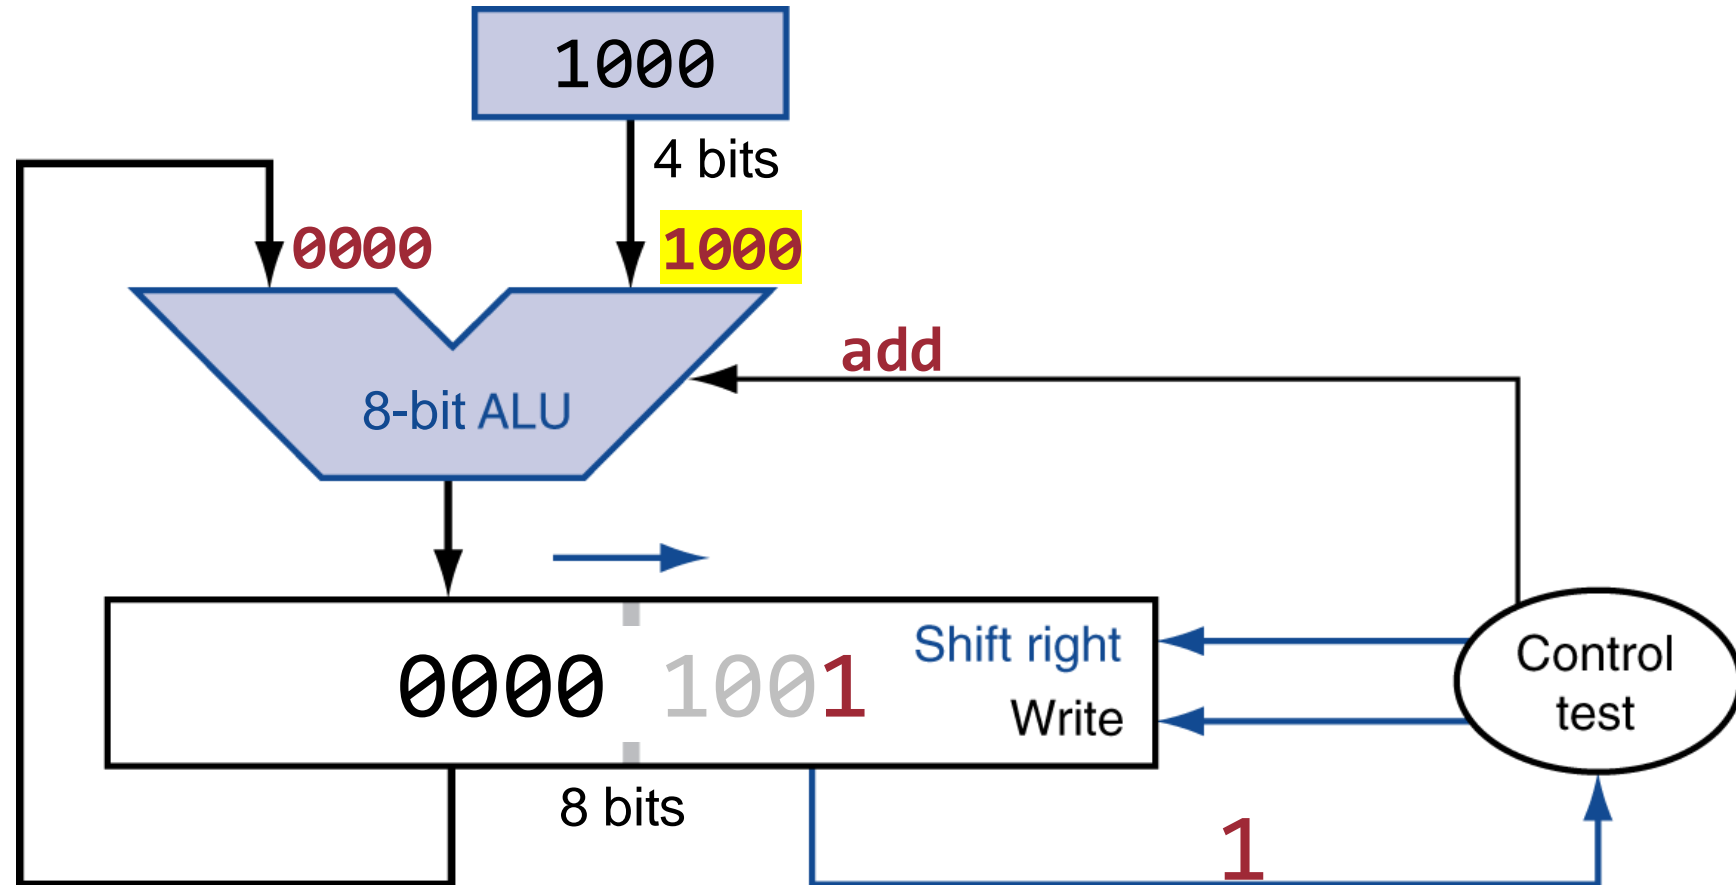 1000
4 bits
0000
1000
add
8-bit ALU
Shift right
0000 1001
Write
Control
test
8 bits
1